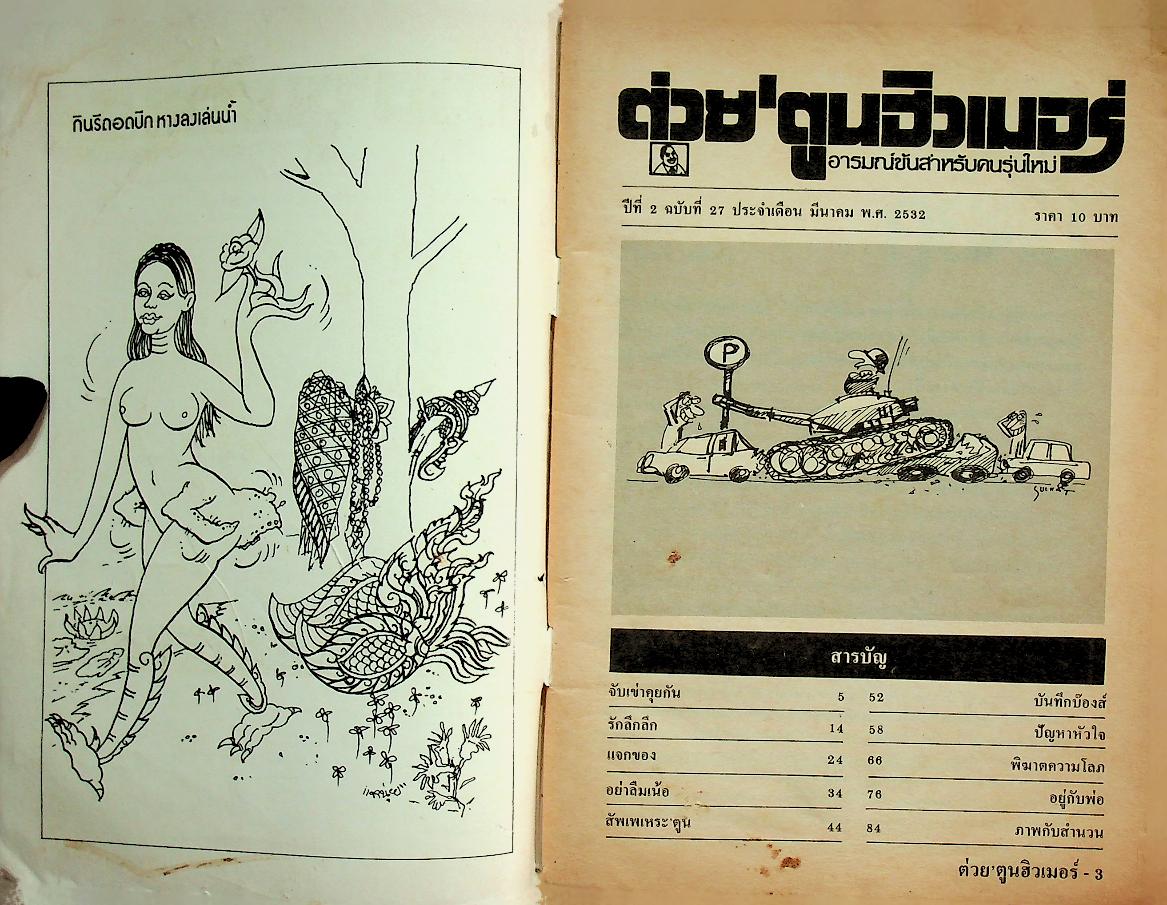 กินรีถอดปีก หางลงเล่นน้ำ
"หนุ่ย"
ต่วย'ตูนฮิวเมอร์
อารมณ์ขันสำหรับคนรุ่นใหม่
ปีที่ 2 ฉบับที่ 27 ประจำเดือน มีนาคม พ.ศ. 2532 ราคา 10 บาท
P
สารบัญ
จับเข่าคุยกัน 5 52 บันทึกบ๊องส์
รักลึกลึก 14 58 ปัญหาหัวใจ
แจกของ 24 66 พิฆาตความโลภ
อย่าลืมเน้อ 34 76 อยู่กับพ่อ
สัพเพเหระ'ตูน 44 84 ภาพกับสำนวน
ต่วย'ตูนฮิวเมอร์ - 3